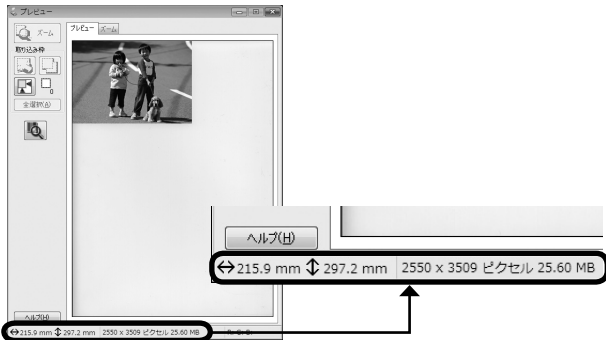 プレビュー
ズーム
プレビュー ズーム
取り込み枠
0
全選択(A)
ヘルプ(H)
↔215.9 mm ↕297.2 mm 2550 x 3509 ピクセル 25.60 MB
ヘルプ(H)
↔215.9 mm ↕297.2 mm 2550 x 3509 ピクセル 25.60 MB